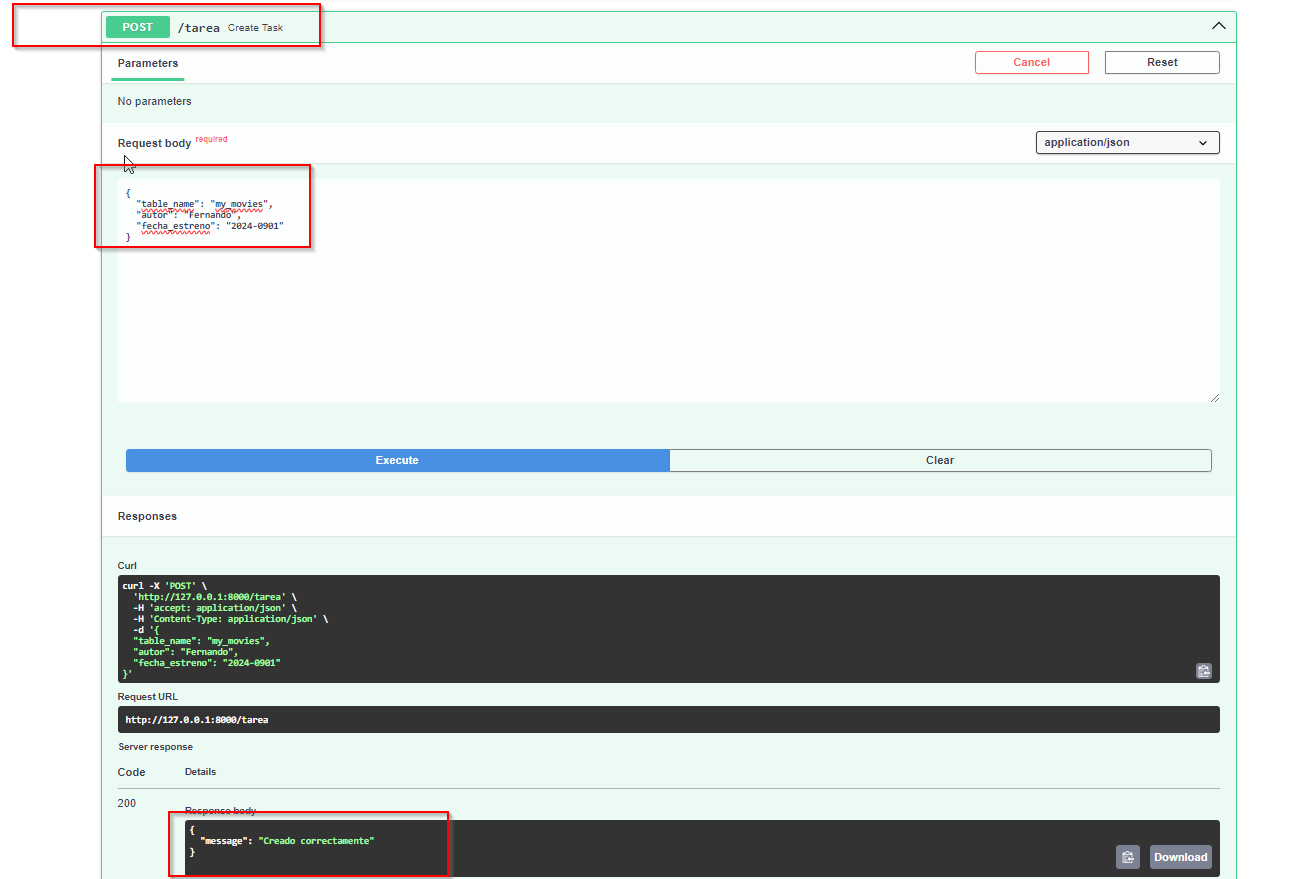 POST /tarea Create Task
Parameters
Cancel
Reset
No parameters
Request body required
application/json
{
  "table_name": "my_movies",
  "autor": "Fernando",
  "fecha_estreno": "2024-0901"
}
Execute
Clear
Responses
Curl
curl -X 'POST' \
  'http://127.0.0.1:8000/tarea' \
  -H 'accept: application/json' \
  -H 'Content-Type: application/json' \
  -d '{
  "table_name": "my_movies",
  "autor": "Fernando",
  "fecha_estreno": "2024-0901"
}'
Request URL
http://127.0.0.1:8000/tarea
Server response
Code Details
200
Response body
{
  "message": "Creado correctamente"
}
Download